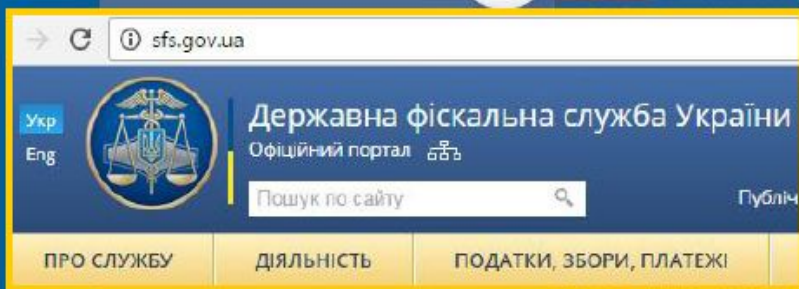 sfs.gov.ua
Укр
Eng
Державна фіскальна служба України
Офіційний портал
Пошук по сайту
Публіч
ПРО СЛУЖБУ
ДІЯЛЬНІСТЬ
ПОДАТКИ, ЗБОРИ, ПЛАТЕЖІ